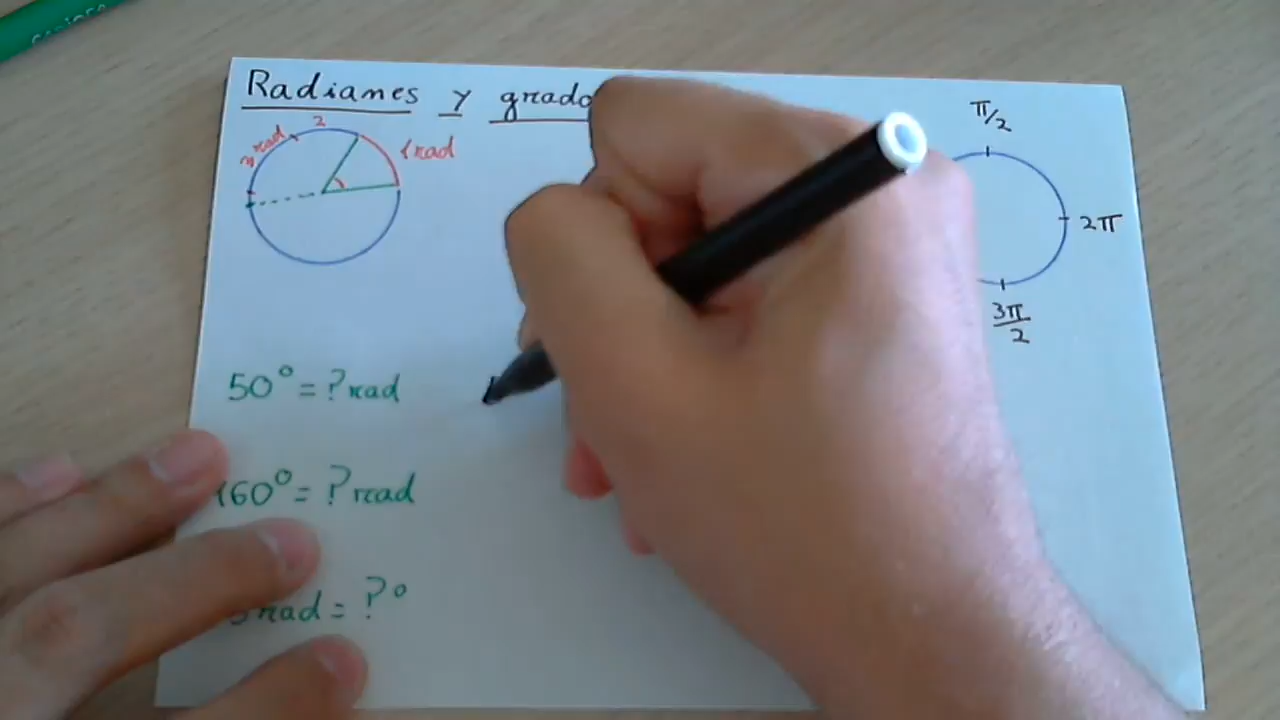 Radianes y grado
2
3 rad
1 rad
π/2
2π
3π/2
50° = ? rad
160° = ? rad
rad = ?°